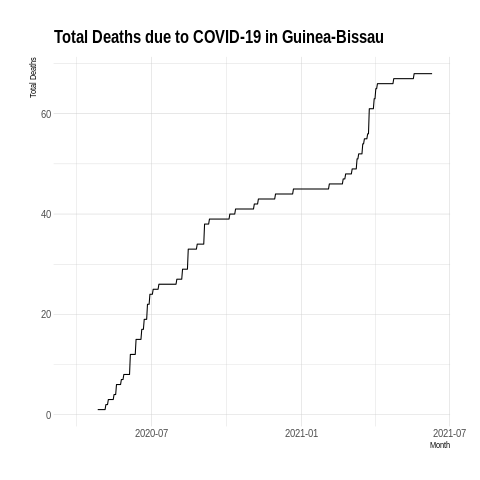 Total Deaths due to COVID-19 in Guinea-Bissau
Total Deaths
60
40
20
0
2020-07
2021-01
2021-07
Month